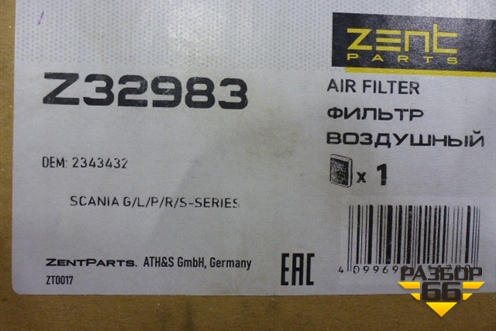 zent
PARTS
Z32983
AIR FILTER
ФИЛЬТР
ВОЗДУШНЫЙ
x 1
OEM: 2343432
SCANIA G/L/P/R/S-SERIES
ZENTPARTS. ATH&S GmbH, Germany
ZT0017
EAC
РАЗБОР
66